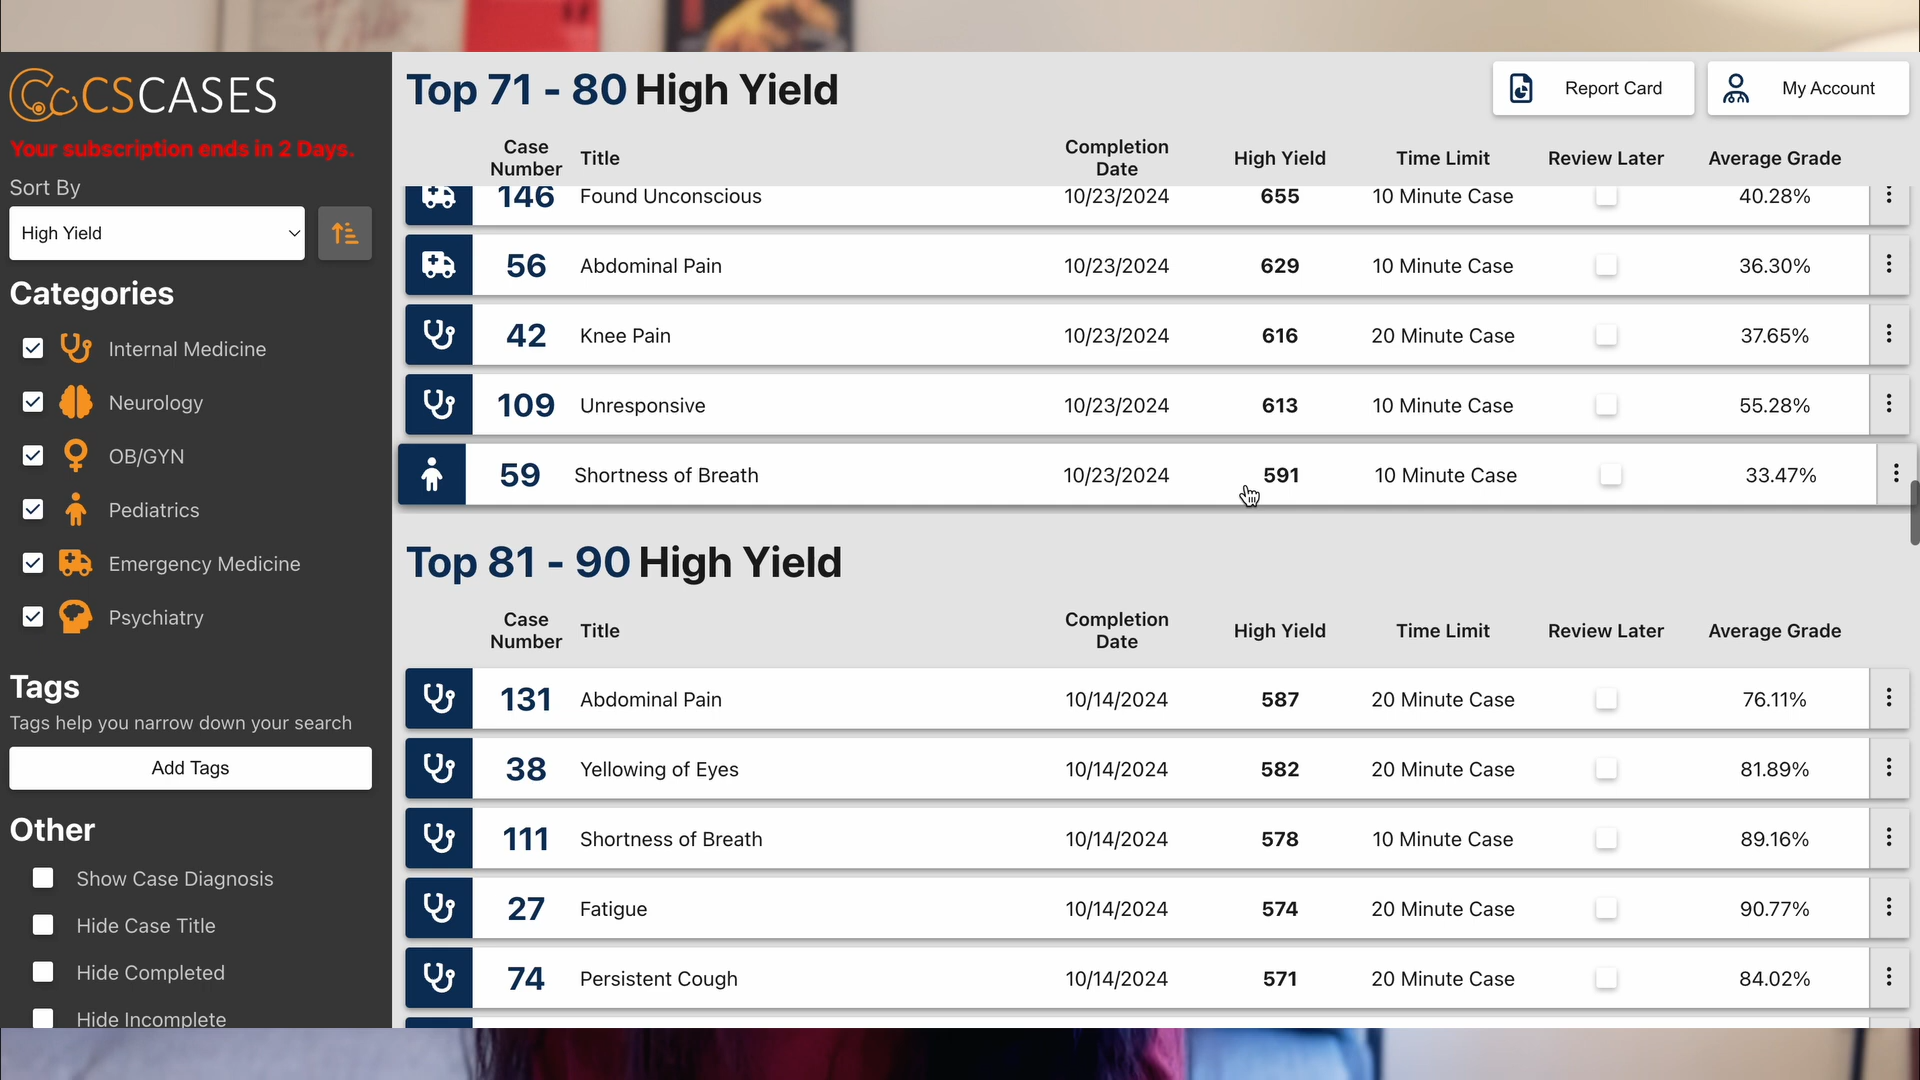 CSCASES
Your subscription ends in 2 Days.
Sort By
High Yield
Categories
Internal Medicine
Neurology
OB/GYN
Pediatrics
Emergency Medicine
Psychiatry
Tags
Tags help you narrow down your search
Add Tags
Other
Show Case Diagnosis
Hide Case Title
Hide Completed
Hide Incomplete
Top 71 - 80 High Yield
Report Card
My Account
Case Number Title Completion Date High Yield Time Limit Review Later Average Grade
146 Found Unconscious 10/23/2024 655 10 Minute Case 40.28%
56 Abdominal Pain 10/23/2024 629 10 Minute Case 36.30%
42 Knee Pain 10/23/2024 616 20 Minute Case 37.65%
109 Unresponsive 10/23/2024 613 10 Minute Case 55.28%
59 Shortness of Breath 10/23/2024 591 10 Minute Case 33.47%
Top 81 - 90 High Yield
Case Number Title Completion Date High Yield Time Limit Review Later Average Grade
131 Abdominal Pain 10/14/2024 587 20 Minute Case 76.11%
38 Yellowing of Eyes 10/14/2024 582 20 Minute Case 81.89%
111 Shortness of Breath 10/14/2024 578 10 Minute Case 89.16%
27 Fatigue 10/14/2024 574 20 Minute Case 90.77%
74 Persistent Cough 10/14/2024 571 20 Minute Case 84.02%